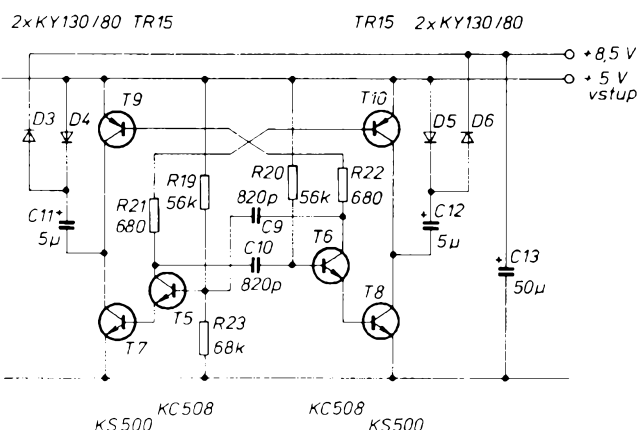 2xKY130/80 TR15
TR15 2xKY130/80
+8,5 V
+5 V
vstup
T9
T10
D3
D4
D5
D6
R19
56k
R20
56k
R21
680
R22
680
820p
C9
C10
820p
C11 +
5µ
+ C12
5µ
+ C13
50µ
T6
T5
T7
T8
R23
68k
KS500
KC508
KC508
KS500